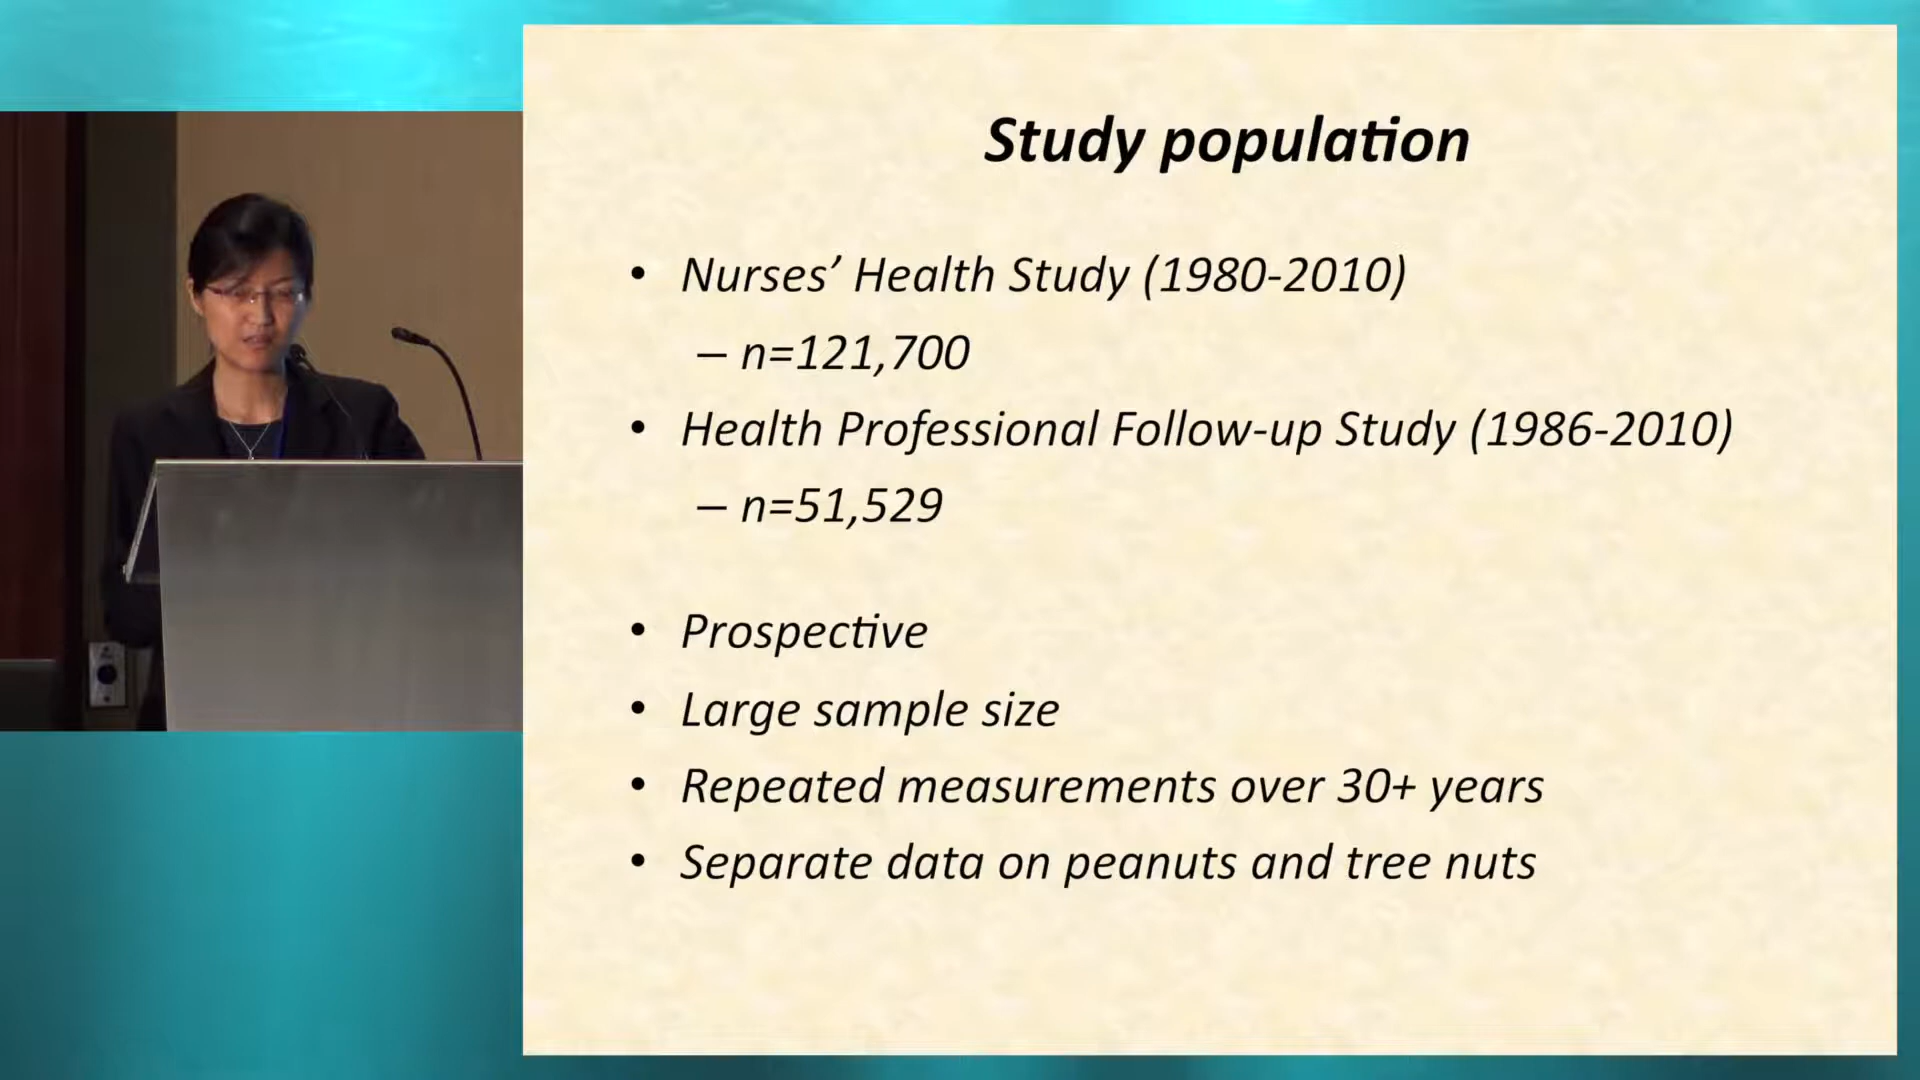 Study population
• Nurses’ Health Study (1980-2010)
– n=121,700
• Health Professional Follow-up Study (1986-2010)
– n=51,529
• Prospective
• Large sample size
• Repeated measurements over 30+ years
• Separate data on peanuts and tree nuts